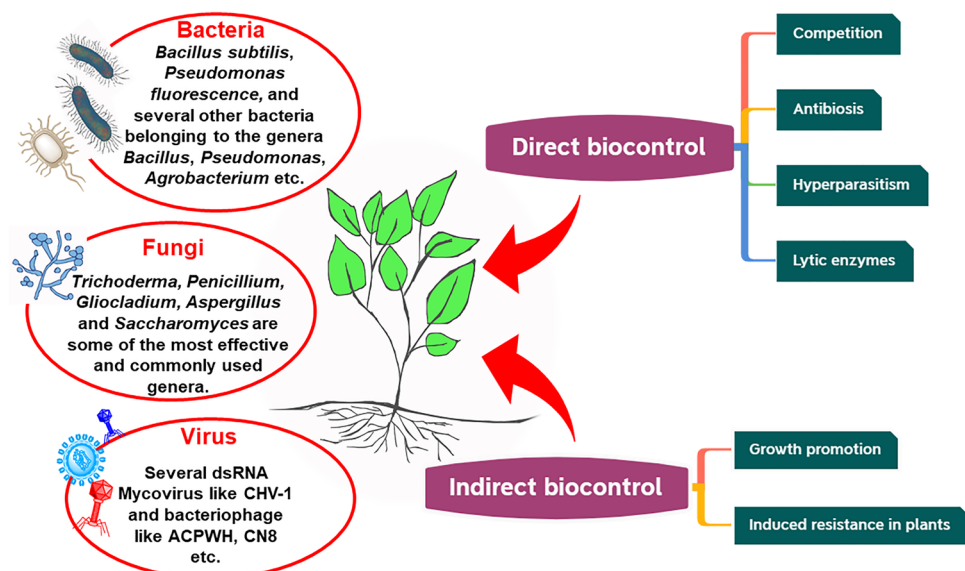 Bacteria
Bacillus subtilis,
Pseudomonas
fluorescence, and
several other bacteria
belonging to the genera
Bacillus, Pseudomonas,
Agrobacterium etc.
Fungi
Trichoderma, Penicillium,
Gliocladium, Aspergillus
and Saccharomyces are
some of the most effective
and commonly used
genera.
Virus
Several dsRNA
Mycovirus like CHV-1
and bacteriophage
like ACPWH, CN8
etc.
Direct biocontrol
Competition
Antibiosis
Hyperparasitism
Lytic enzymes
Indirect biocontrol
Growth promotion
Induced resistance in plants